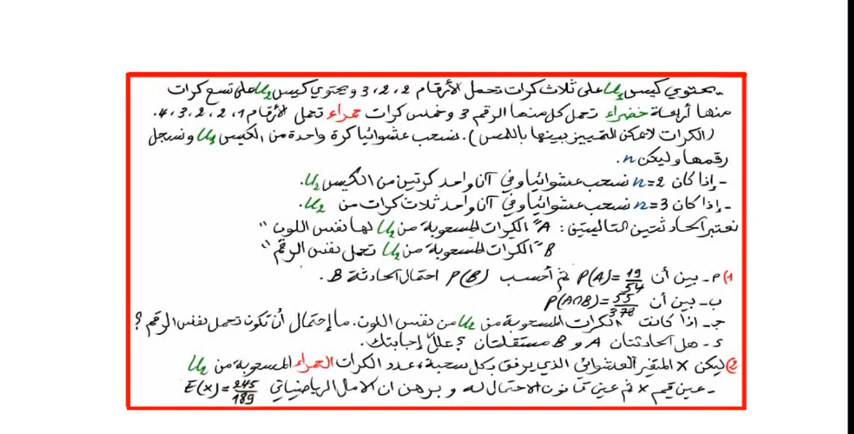 - يحتوي كيس U₁ على ثلاث كرات تحمل الأرقام 2، 2، 3 ويحتوي كيس U₂ على تسع كرات
منها أربعة خضراء تحمل كل منها الرقم 3 وخمس كرات حمراء تحمل الأرقام 1، 2، 2، 3، 4.
(الكرات لا يمكن التمييز بينها باللمس). نسحب عشوائيا كرة واحدة من الكيس U₁ ونسجل
رقمها وليكن n.
- إذا كان n=2 نسحب عشوائيا وفي آن واحد كرتين من الكيس U₂.
- إذا كان n=3 نسحب عشوائيا وفي آن واحد ثلاث كرات من U₂.
نعتبر الحادثتين التاليتين: A "الكرات المسحوبة من U₂ لها نفس اللون"
B "الكرات المسحوبة من U₂ تحمل نفس الرقم"
1) أ- بين أن P(A)=19/54 ثم أحسب P(B) احتمال الحادثة B.
ب- بين أن P(A∩B)=55/378
جـ- إذا كانت الكرات المسحوبة من U₂ من نفس اللون. ما إحتمال أن تكون تحمل نفس الرقم؟
د- هل الحادثتان A و B مستقلتان؟ علل إجابتك.
2) ليكن X المتغير العشوائي الذي يرفق بكل سحبة، عدد الكرات الحمراء المسحوبة من U₂
- عين قيم X ثم عين قانون الاحتمال له وبرهن ان الامل الرياضياتي E(X)=245/189